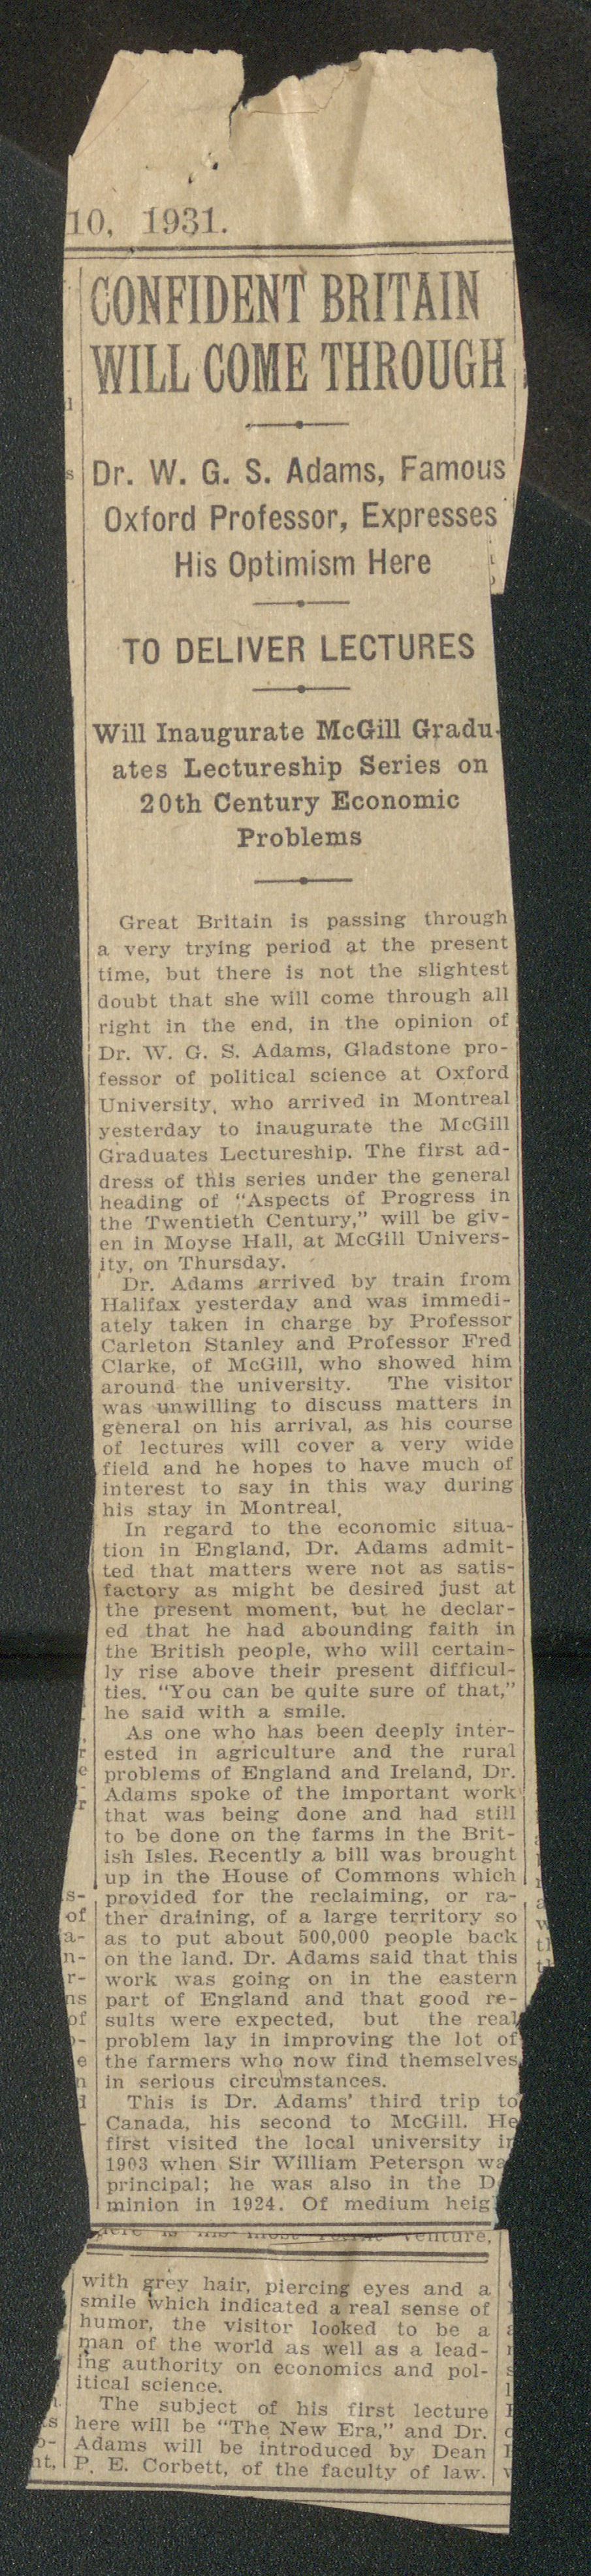 10, 1931.
CONFIDENT BRITAIN
WILL COME THROUGH
Dr. W. G. S. Adams, Famous
Oxford Professor, Expresses
His Optimism Here
TO DELIVER LECTURES
Will Inaugurate McGill Gradu-
ates Lectureship Series on
20th Century Economic
Problems
Great Britain is passing through
a very trying period at the present
time, but there is not the slightest
doubt that she will come through all
right in the end, in the opinion of
Dr. W. G. S. Adams, Gladstone pro-
fessor of political science at Oxford
University, who arrived in Montreal
yesterday to inaugurate the McGill
Graduates Lectureship. The first ad-
dress of this series under the general
heading of "Aspects of Progress in
the Twentieth Century," will be giv-
en in Moyse Hall, at McGill Univers-
ity, on Thursday.
Dr. Adams arrived by train from
Halifax yesterday and was immedi-
ately taken in charge by Professor
Carleton Stanley and Professor Fred
Clarke, of McGill, who showed him
around the university. The visitor
was unwilling to discuss matters in
general on his arrival, as his course
of lectures will cover a very wide
field and he hopes to have much of
interest to say in this way during
his stay in Montreal.
In regard to the economic situa-
tion in England, Dr. Adams admit-
ted that matters were not as satis-
factory as might be desired just at
the present moment, but he declar-
ed that he had abounding faith in
the British people, who will certain-
ly rise above their present difficul-
ties. "You can be quite sure of that,"
he said with a smile.
As one who has been deeply inter-
ested in agriculture and the rural
problems of England and Ireland, Dr.
Adams spoke of the important work
that was being done and had still
to be done on the farms in the Brit-
ish Isles. Recently a bill was brought
up in the House of Commons which
provided for the reclaiming, or ra-
ther draining, of a large territory so
as to put about 500,000 people back
on the land. Dr. Adams said that this
work was going on in the eastern
part of England and that good re-
sults were expected, but the real
problem lay in improving the lot of
the farmers who now find themselves
in serious circumstances.
This is Dr. Adams' third trip to
Canada, his second to McGill. He
first visited the local university in
1903 when Sir William Peterson wa
principal; he was also in the D
minion in 1924. Of medium heig
venture,
with grey hair, piercing eyes and a
smile which indicated a real sense of
humor, the visitor looked to be a
man of the world as well as a lead-
ing authority on economics and pol-
itical science.
The subject of his first lecture
here will be "The New Era," and Dr.
Adams will be introduced by Dean
P. E. Corbett, of the faculty of law.